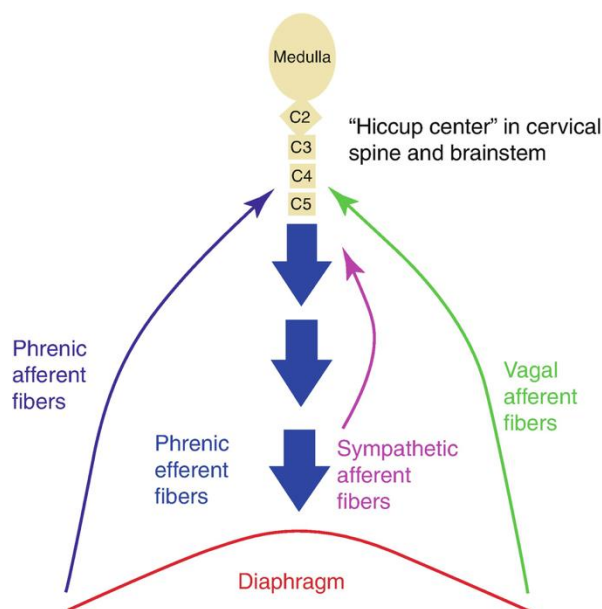 Medulla
C2
"Hiccup center" in cervical
spine and brainstem
C3
C4
C5
Phrenic
afferent
fibers
Vagal
afferent
fibers
Phrenic
efferent
fibers
Sympathetic
afferent
fibers
Diaphragm